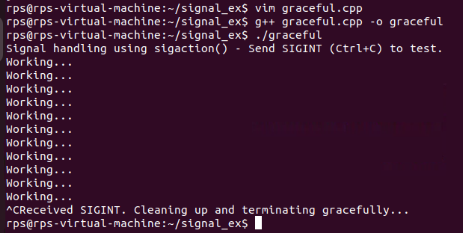 rps@rps-virtual-machine:~/signal_ex$ vim graceful.cpp
rps@rps-virtual-machine:~/signal_ex$ g++ graceful.cpp -o graceful
rps@rps-virtual-machine:~/signal_ex$ ./graceful
Signal handling using sigaction() - Send SIGINT (Ctrl+C) to test.
Working...
Working...
Working...
Working...
Working...
Working...
Working...
Working...
Working...
Working...
Working...
^CReceived SIGINT. Cleaning up and terminating gracefully...
rps@rps-virtual-machine:~/signal_ex$